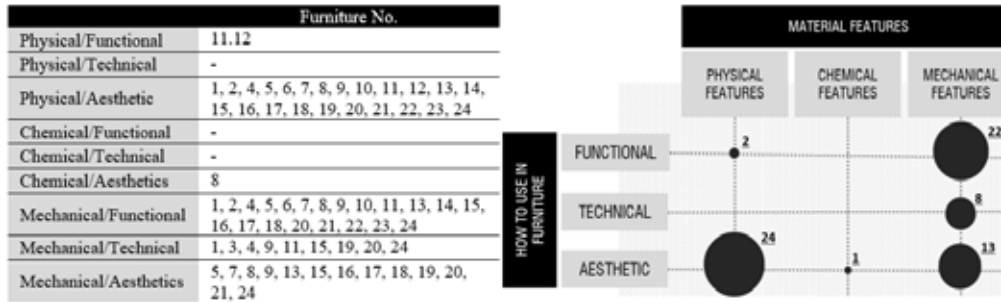 Furniture No.
Physical/Functional 11.12
Physical/Technical -
Physical/Aesthetic 1, 2, 4, 5, 6, 7, 8, 9, 10, 11, 12, 13, 14,
15, 16, 17, 18, 19, 20, 21, 22, 23, 24
Chemical/Functional -
Chemical/Technical -
Chemical/Aesthetics 8
Mechanical/Functional 1, 2, 4, 5, 6, 7, 8, 9, 10, 11, 13, 14, 15,
16, 17, 18, 20, 21, 22, 23, 24
Mechanical/Technical 1, 3, 4, 9, 11, 15, 19, 20, 24
Mechanical/Aesthetics 5, 7, 8, 9, 13, 15, 16, 17, 18, 19, 20,
21, 24
MATERIAL FEATURES
PHYSICAL FEATURES
CHEMICAL FEATURES
MECHANICAL FEATURES
HOW TO USE IN
FURNITURE
FUNCTIONAL 2 22
TECHNICAL 8
AESTHETIC 24 1 13